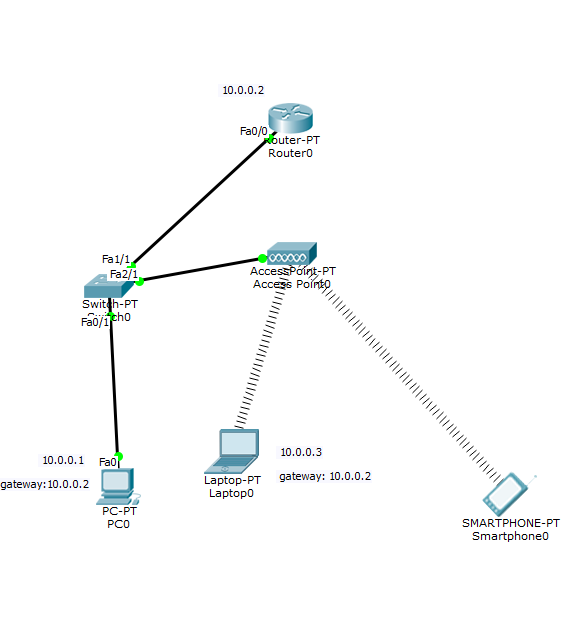 10.0.0.2
Fa0/0
Router-PT
Router0
Fa1/1
Fa2/1
AccessPoint-PT
Access Point0
Switch-PT
Switch0
Fa0/1
10.0.0.1
Fa0
gateway:10.0.0.2
PC-PT
PC0
10.0.0.3
gateway: 10.0.0.2
Laptop-PT
Laptop0
SMARTPHONE-PT
Smartphone0